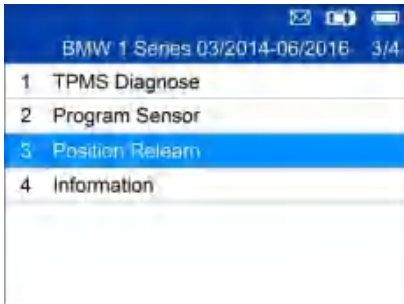 BMW 1 Series 03/2014-06/2016 3/4
1 TPMS Diagnose
2 Program Sensor
3 Position Relearn
4 Information